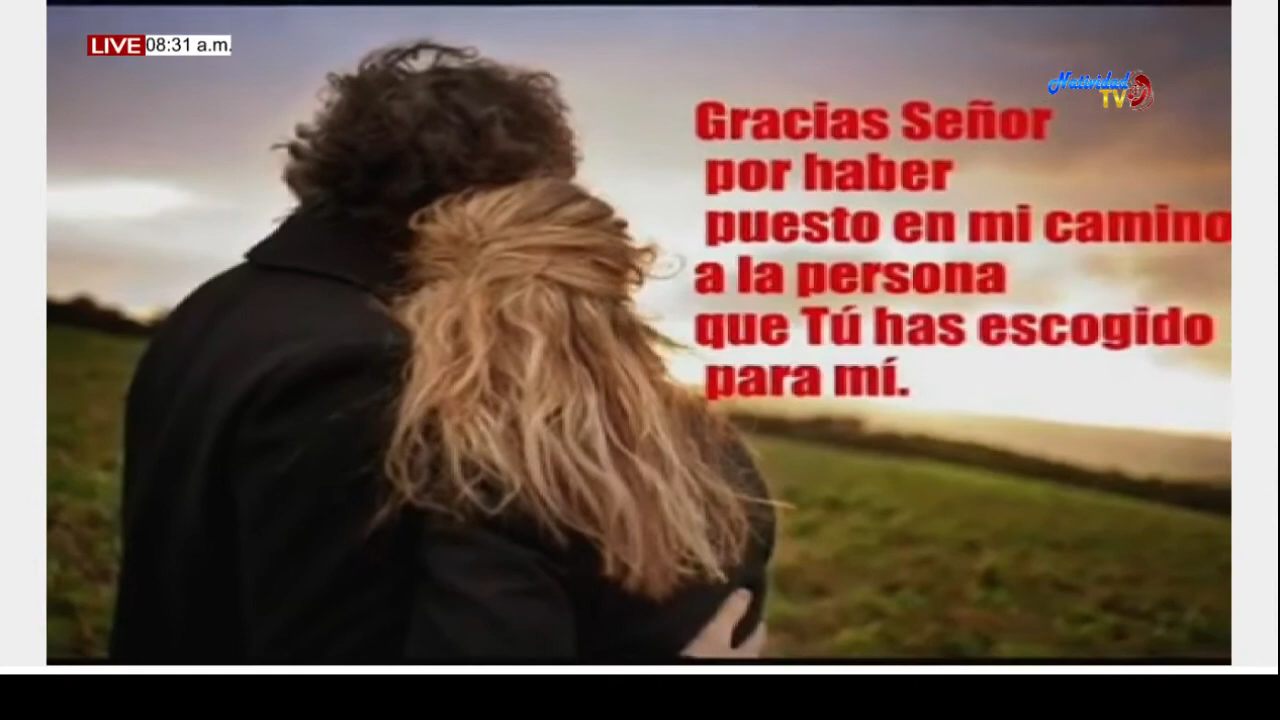 LIVE 08:31 a.m.
Natividad
TV
Gracias Señor
por haber
puesto en mi camino
a la persona
que Tú has escogido
para mí.